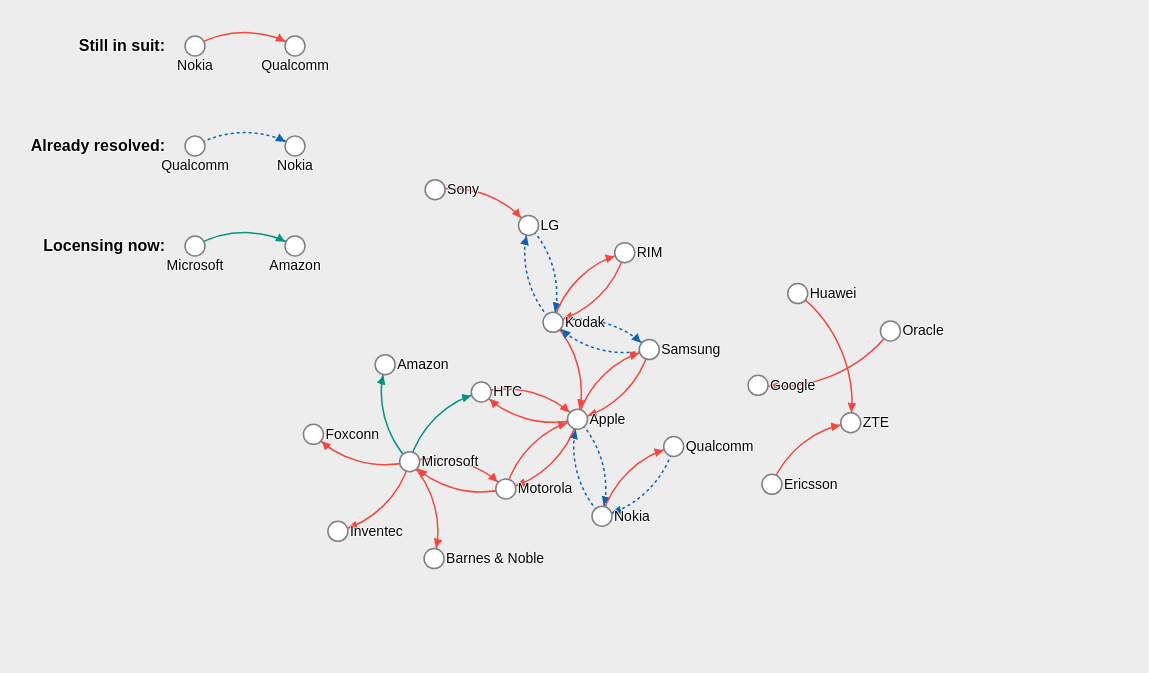 Still in suit:
Nokia
Qualcomm
Already resolved:
Qualcomm
Nokia
Locensing now:
Microsoft
Amazon
Sony
LG
RIM
Huawei
Kodak
Oracle
Samsung
Amazon
Google
HTC
Apple
ZTE
Foxconn
Qualcomm
Microsoft
Ericsson
Motorola
Nokia
Inventec
Barnes & Noble